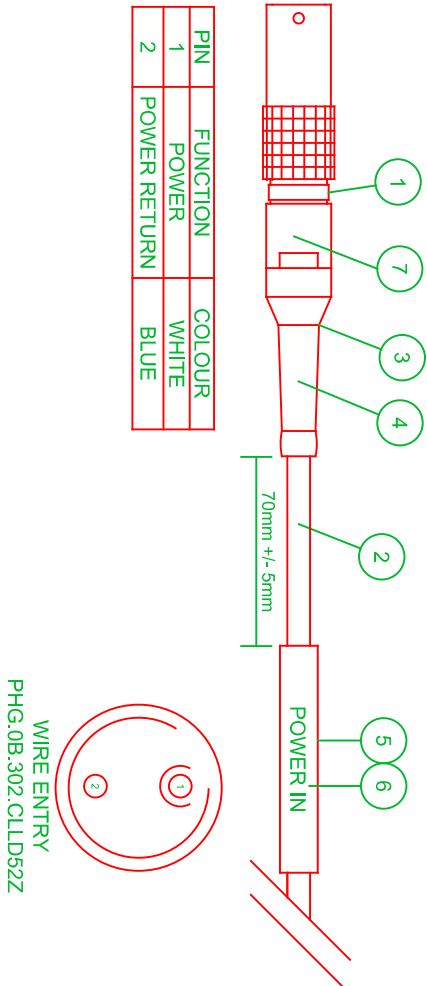 1
7
3
4
2
5
6
70mm +/- 5mm
POWER IN
PIN FUNCTION COLOUR
1 POWER WHITE
2 POWER RETURN BLUE
1
2
WIRE ENTRY
PHG.0B.302.CLLD52Z